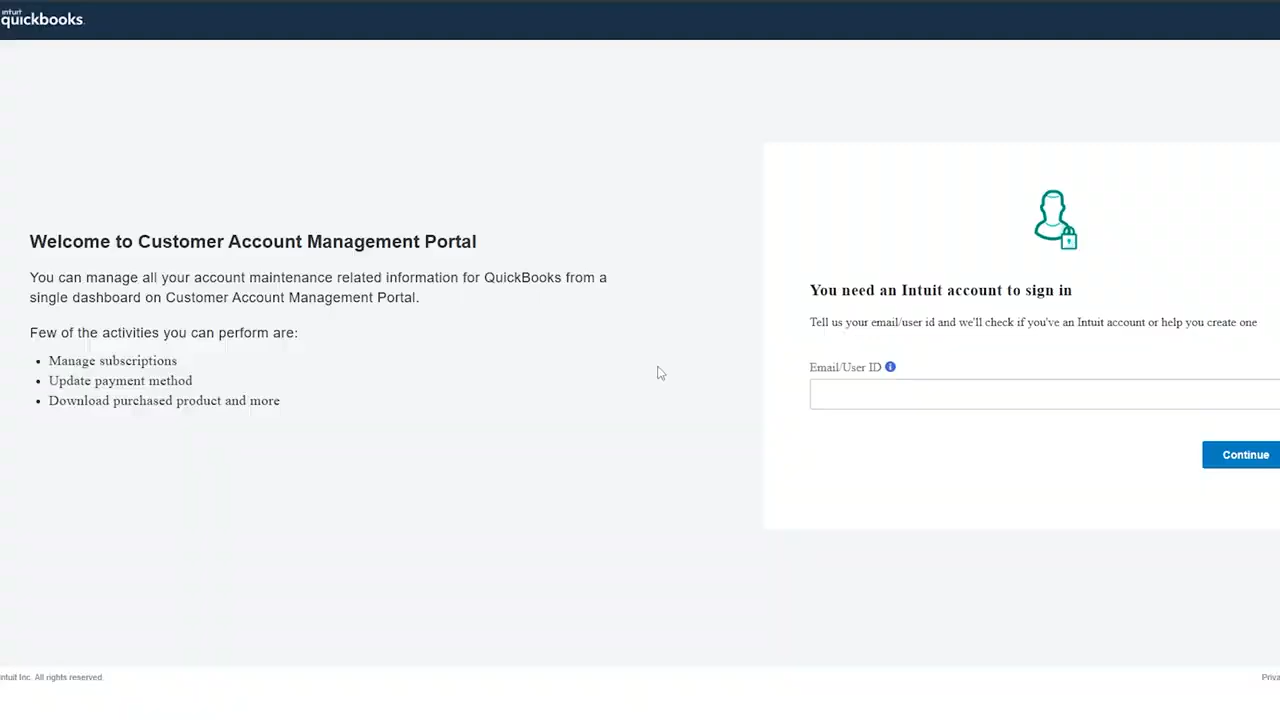 intuit
quickbooks.
Welcome to Customer Account Management Portal
You can manage all your account maintenance related information for QuickBooks from a
single dashboard on Customer Account Management Portal.
Few of the activities you can perform are:
• Manage subscriptions
• Update payment method
• Download purchased product and more
You need an Intuit account to sign in
Tell us your email/user id and we'll check if you've an Intuit account or help you create one
Email/User ID
Continue
Intuit Inc. All rights reserved.